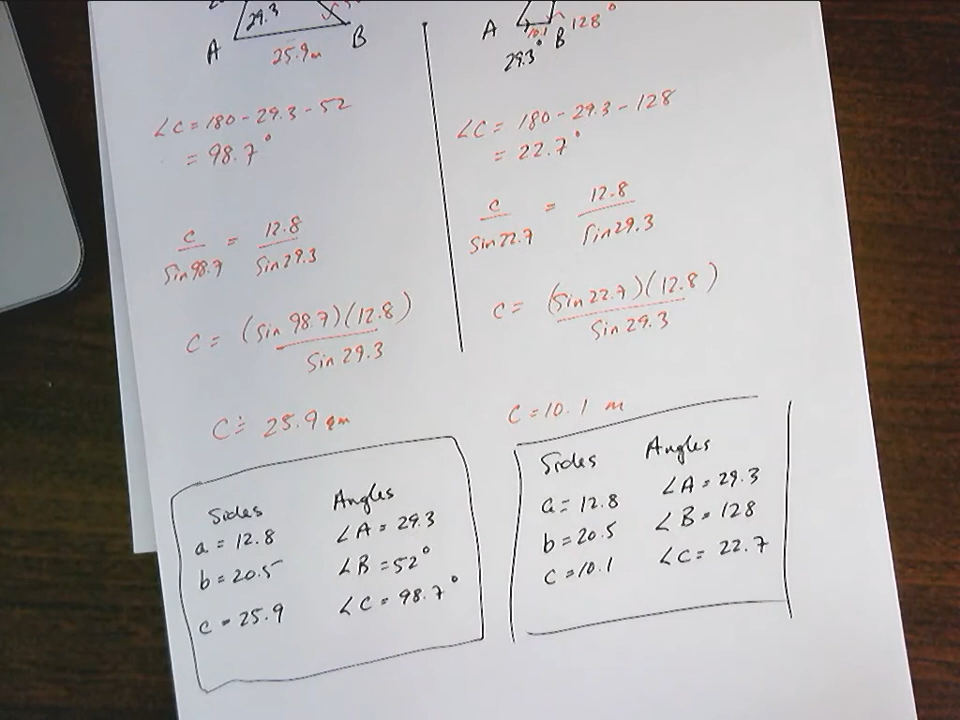 29.3
A
B
25.9m
∠C = 180 - 29.3 - 52
= 98.7°
c / Sin 98.7 = 12.8 / Sin 29.3
C = (Sin 98.7)(12.8) / Sin 29.3
C ≐ 25.9 m
Sides Angles
a = 12.8 ∠A = 29.3
b = 20.5 ∠B = 52°
c = 25.9 ∠C = 98.7°
A
10.1
B
128°
29.3°
∠C = 180 - 29.3 - 128
= 22.7°
c / Sin 22.7 = 12.8 / Sin 29.3
C = (Sin 22.7)(12.8) / Sin 29.3
C = 10.1 m
Sides Angles
a = 12.8 ∠A = 29.3
b = 20.5 ∠B = 128
C = 10.1 ∠C = 22.7